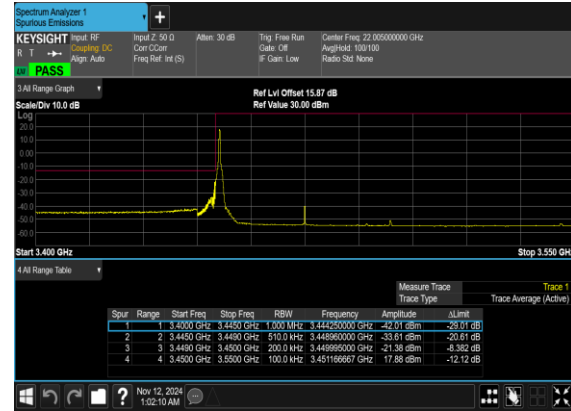 Spectrum Analyzer 1
Spurious Emissions
+
KEYSIGHT Input: RF Input Z: 50 Ω Atten: 30 dB Trig: Free Run Center Freq: 22.005000000 GHz
R T Coupling: DC Corr CCorr Gate: Off Avg|Hold: 100/100
Align: Auto Freq Ref: Int (S) IF Gain: Low Radio Std: None
PASS
3 All Range Graph
Ref Lvl Offset 15.87 dB
Scale/Div 10.0 dB Ref Value 30.00 dBm
Log
20.0
10.0
0.00
-10.0
-20.0
-30.0
-40.0
-50.0
-60.0
Start 3.400 GHz Stop 3.550 GHz
4 All Range Table
Measure Trace Trace 1
Trace Type Trace Average (Active)
Spur Range Start Freq Stop Freq RBW Frequency Amplitude ΔLimit
1 1 3.4000 GHz 3.4450 GHz 1.000 MHz 3.444250000 GHz -42.01 dBm -29.01 dB
2 2 3.4450 GHz 3.4490 GHz 510.0 kHz 3.448960000 GHz -33.61 dBm -20.61 dB
3 3 3.4490 GHz 3.4500 GHz 200.0 kHz 3.449995000 GHz -21.38 dBm -8.382 dB
4 4 3.4500 GHz 3.5500 GHz 100.0 kHz 3.451166667 GHz 17.88 dBm -12.12 dB
?
Nov 12, 2024
1:02:10 AM